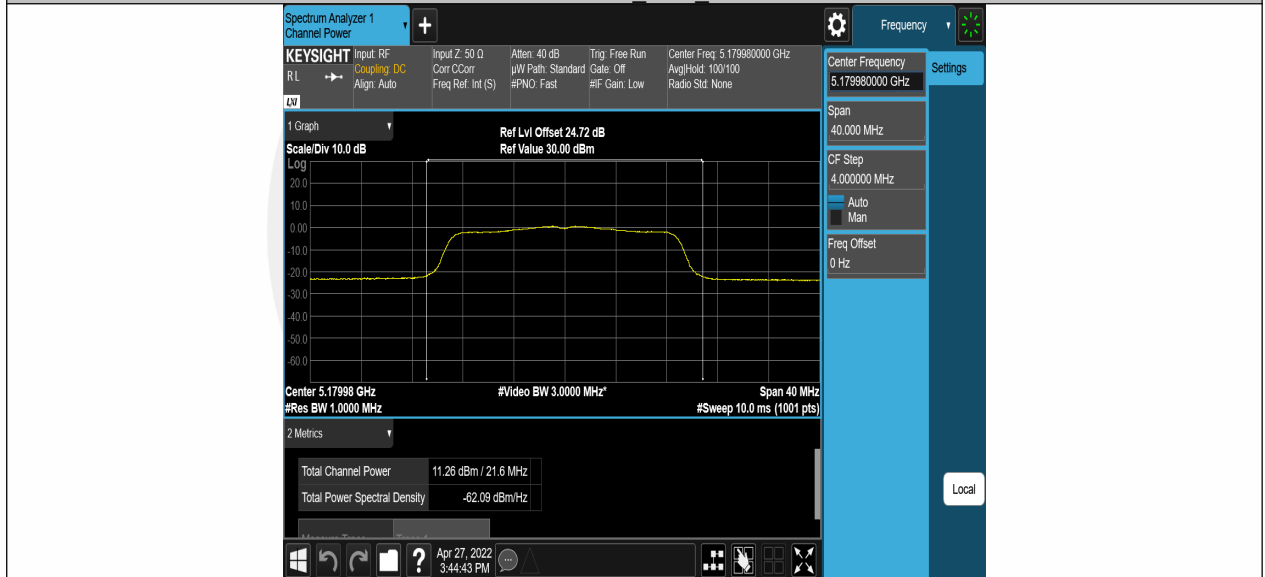 Spectrum Analyzer 1
Channel Power
+
Frequency
KEYSIGHT
RL
LXI
Input: RF
Coupling: DC
Align: Auto
Input Z: 50 Ω
Corr CCorr
Freq Ref: Int (S)
Atten: 40 dB
µW Path: Standard
#PNO: Fast
Trig: Free Run
Gate: Off
#IF Gain: Low
Center Freq: 5.179980000 GHz
Avg|Hold: 100/100
Radio Std: None
Center Frequency
5.179980000 GHz
Settings
Span
40.000 MHz
CF Step
4.000000 MHz
Auto
Man
Freq Offset
0 Hz
Local
1 Graph
Scale/Div 10.0 dB
Ref Lvl Offset 24.72 dB
Ref Value 30.00 dBm
Log
20.0
10.0
0.00
-10.0
-20.0
-30.0
-40.0
-50.0
-60.0
Center 5.17998 GHz
#Video BW 3.0000 MHz*
Span 40 MHz
#Res BW 1.0000 MHz
#Sweep 10.0 ms (1001 pts)
2 Metrics
Total Channel Power 11.26 dBm / 21.6 MHz
Total Power Spectral Density -62.09 dBm/Hz
?
Apr 27, 2022
3:44:43 PM